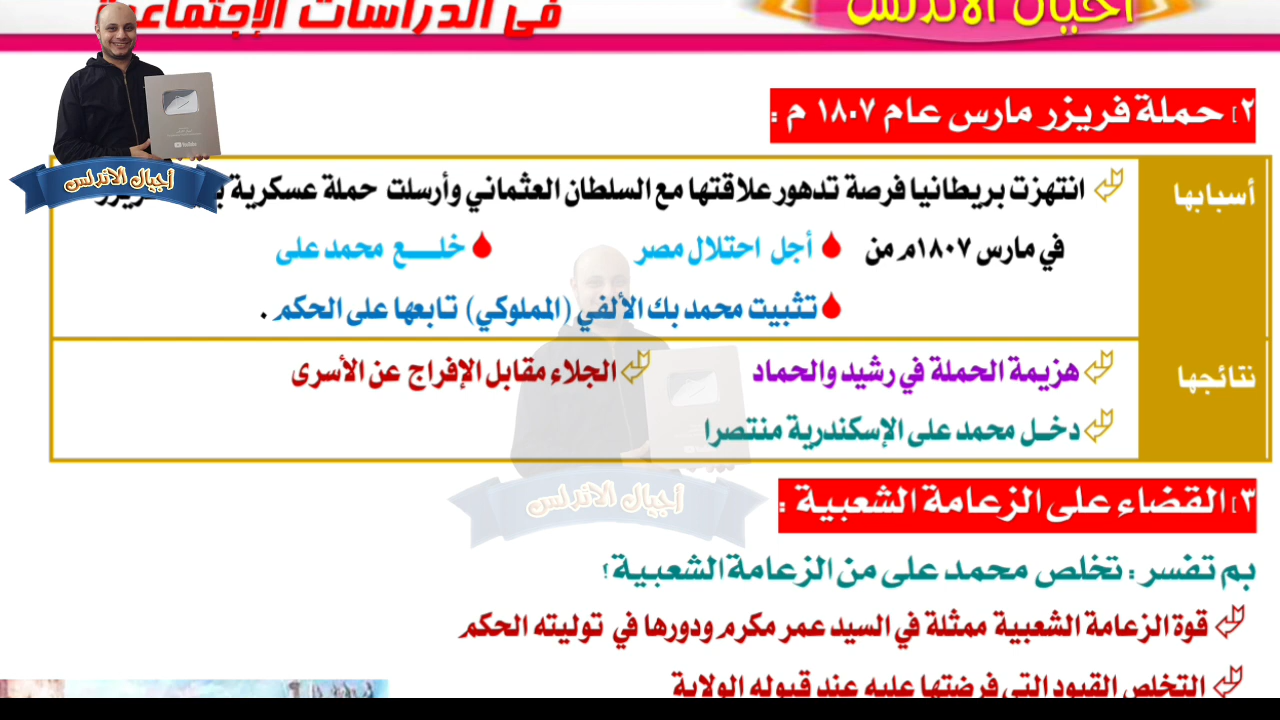 أجيال الأندلس
فى الدراسات الإجتماعية
أجيال الاندلس
٢] حملة فريزر مارس عام ١٨٠٧ م :
أسبابها
انتهزت بريطانيا فرصة تدهور علاقتها مع السلطان العثماني وأرسلت حملة عسكرية
في مارس ١٨٠٧م من أجل احتلال مصر خلـــع محمد على
تثبيت محمد بك الألفي (المملوكي) تابعها على الحكم .
نتائجها
هزيمة الحملة في رشيد والحماد الجلاء مقابل الإفراج عن الأسرى
دخـل محمد على الإسكندرية منتصرا
أجيال الاندلس
٣] القضاء على الزعامة الشعبية :
بم تفسر : تخلص محمد على من الزعامة الشعبية؟
قوة الزعامة الشعبية ممثلة في السيد عمر مكرم ودورها في توليته الحكم
التخلص القيود التي فرضتها عليه عند قبوله الولاية